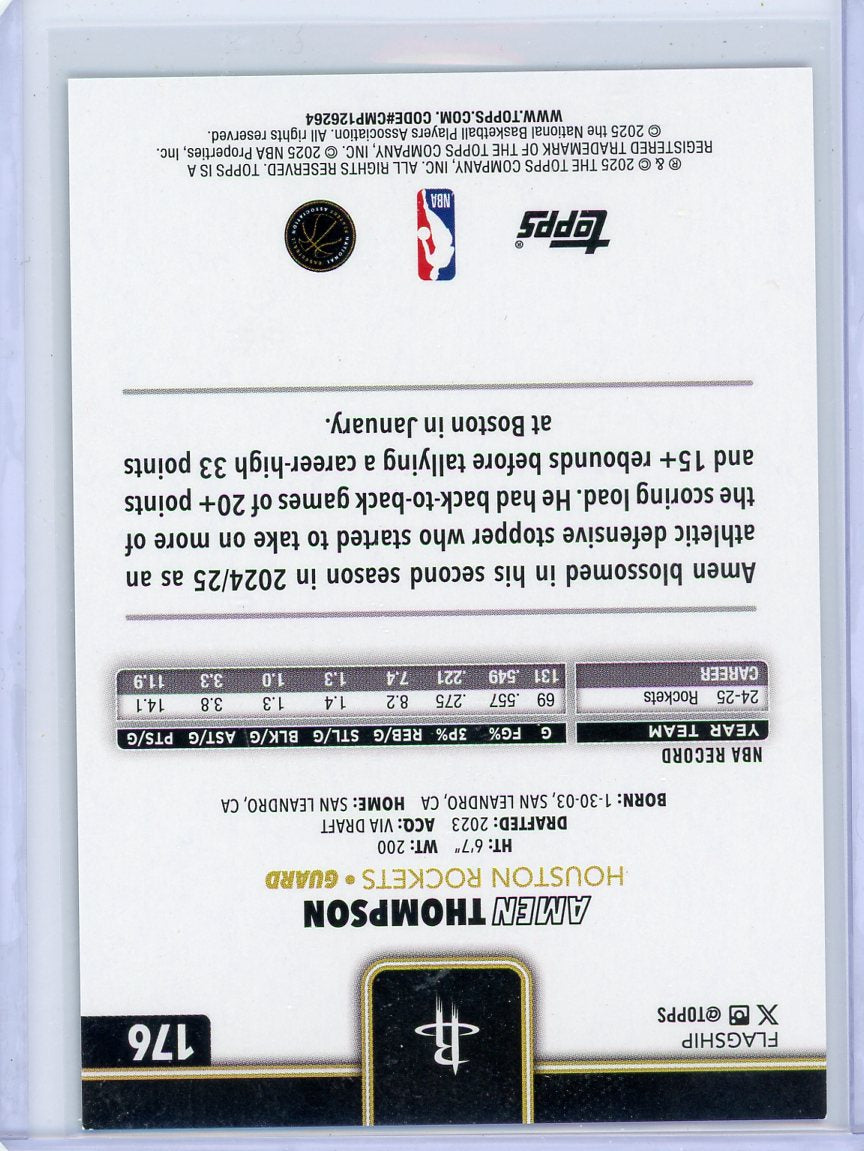 FLAGSHIP
@TOPPS
176
AMEN THOMPSON
HOUSTON ROCKETS • GUARD
HT: 6'7" WT: 200
DRAFTED: 2023 ACQ: VIA DRAFT
BORN: 1-30-03, SAN LEANDRO, CA HOME: SAN LEANDRO, CA
NBA RECORD
YEAR TEAM G FG% 3P% REB/G STL/G BLK/G AST/G PTS/G
24-25 Rockets 69 .557 .275 8.2 1.4 1.3 3.8 14.1
CAREER 131 .549 .221 7.4 1.3 1.0 3.3 11.9
Amen blossomed in his second season in 2024/25 as an
athletic defensive stopper who started to take on more of
the scoring load. He had back-to-back games of 20+ points
and 15+ rebounds before tallying a career-high 33 points
at Boston in January.
topps®
NBA
® & © 2025 THE TOPPS COMPANY, INC. ALL RIGHTS RESERVED. TOPPS IS A
REGISTERED TRADEMARK OF THE TOPPS COMPANY, INC. © 2025 NBA Properties, Inc.
© 2025 the National Basketball Players Association. All rights reserved.
WWW.TOPPS.COM. CODE#CMP126264